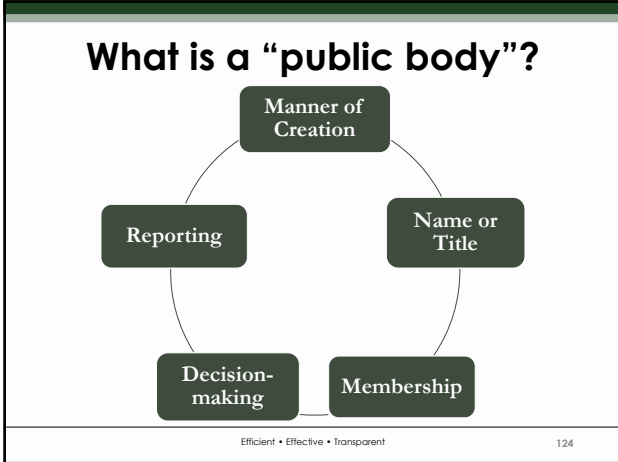 What is a “public body”?
Manner of
Creation
Name or
Title
Membership
Decision-
making
Reporting
Efficient • Effective • Transparent
124